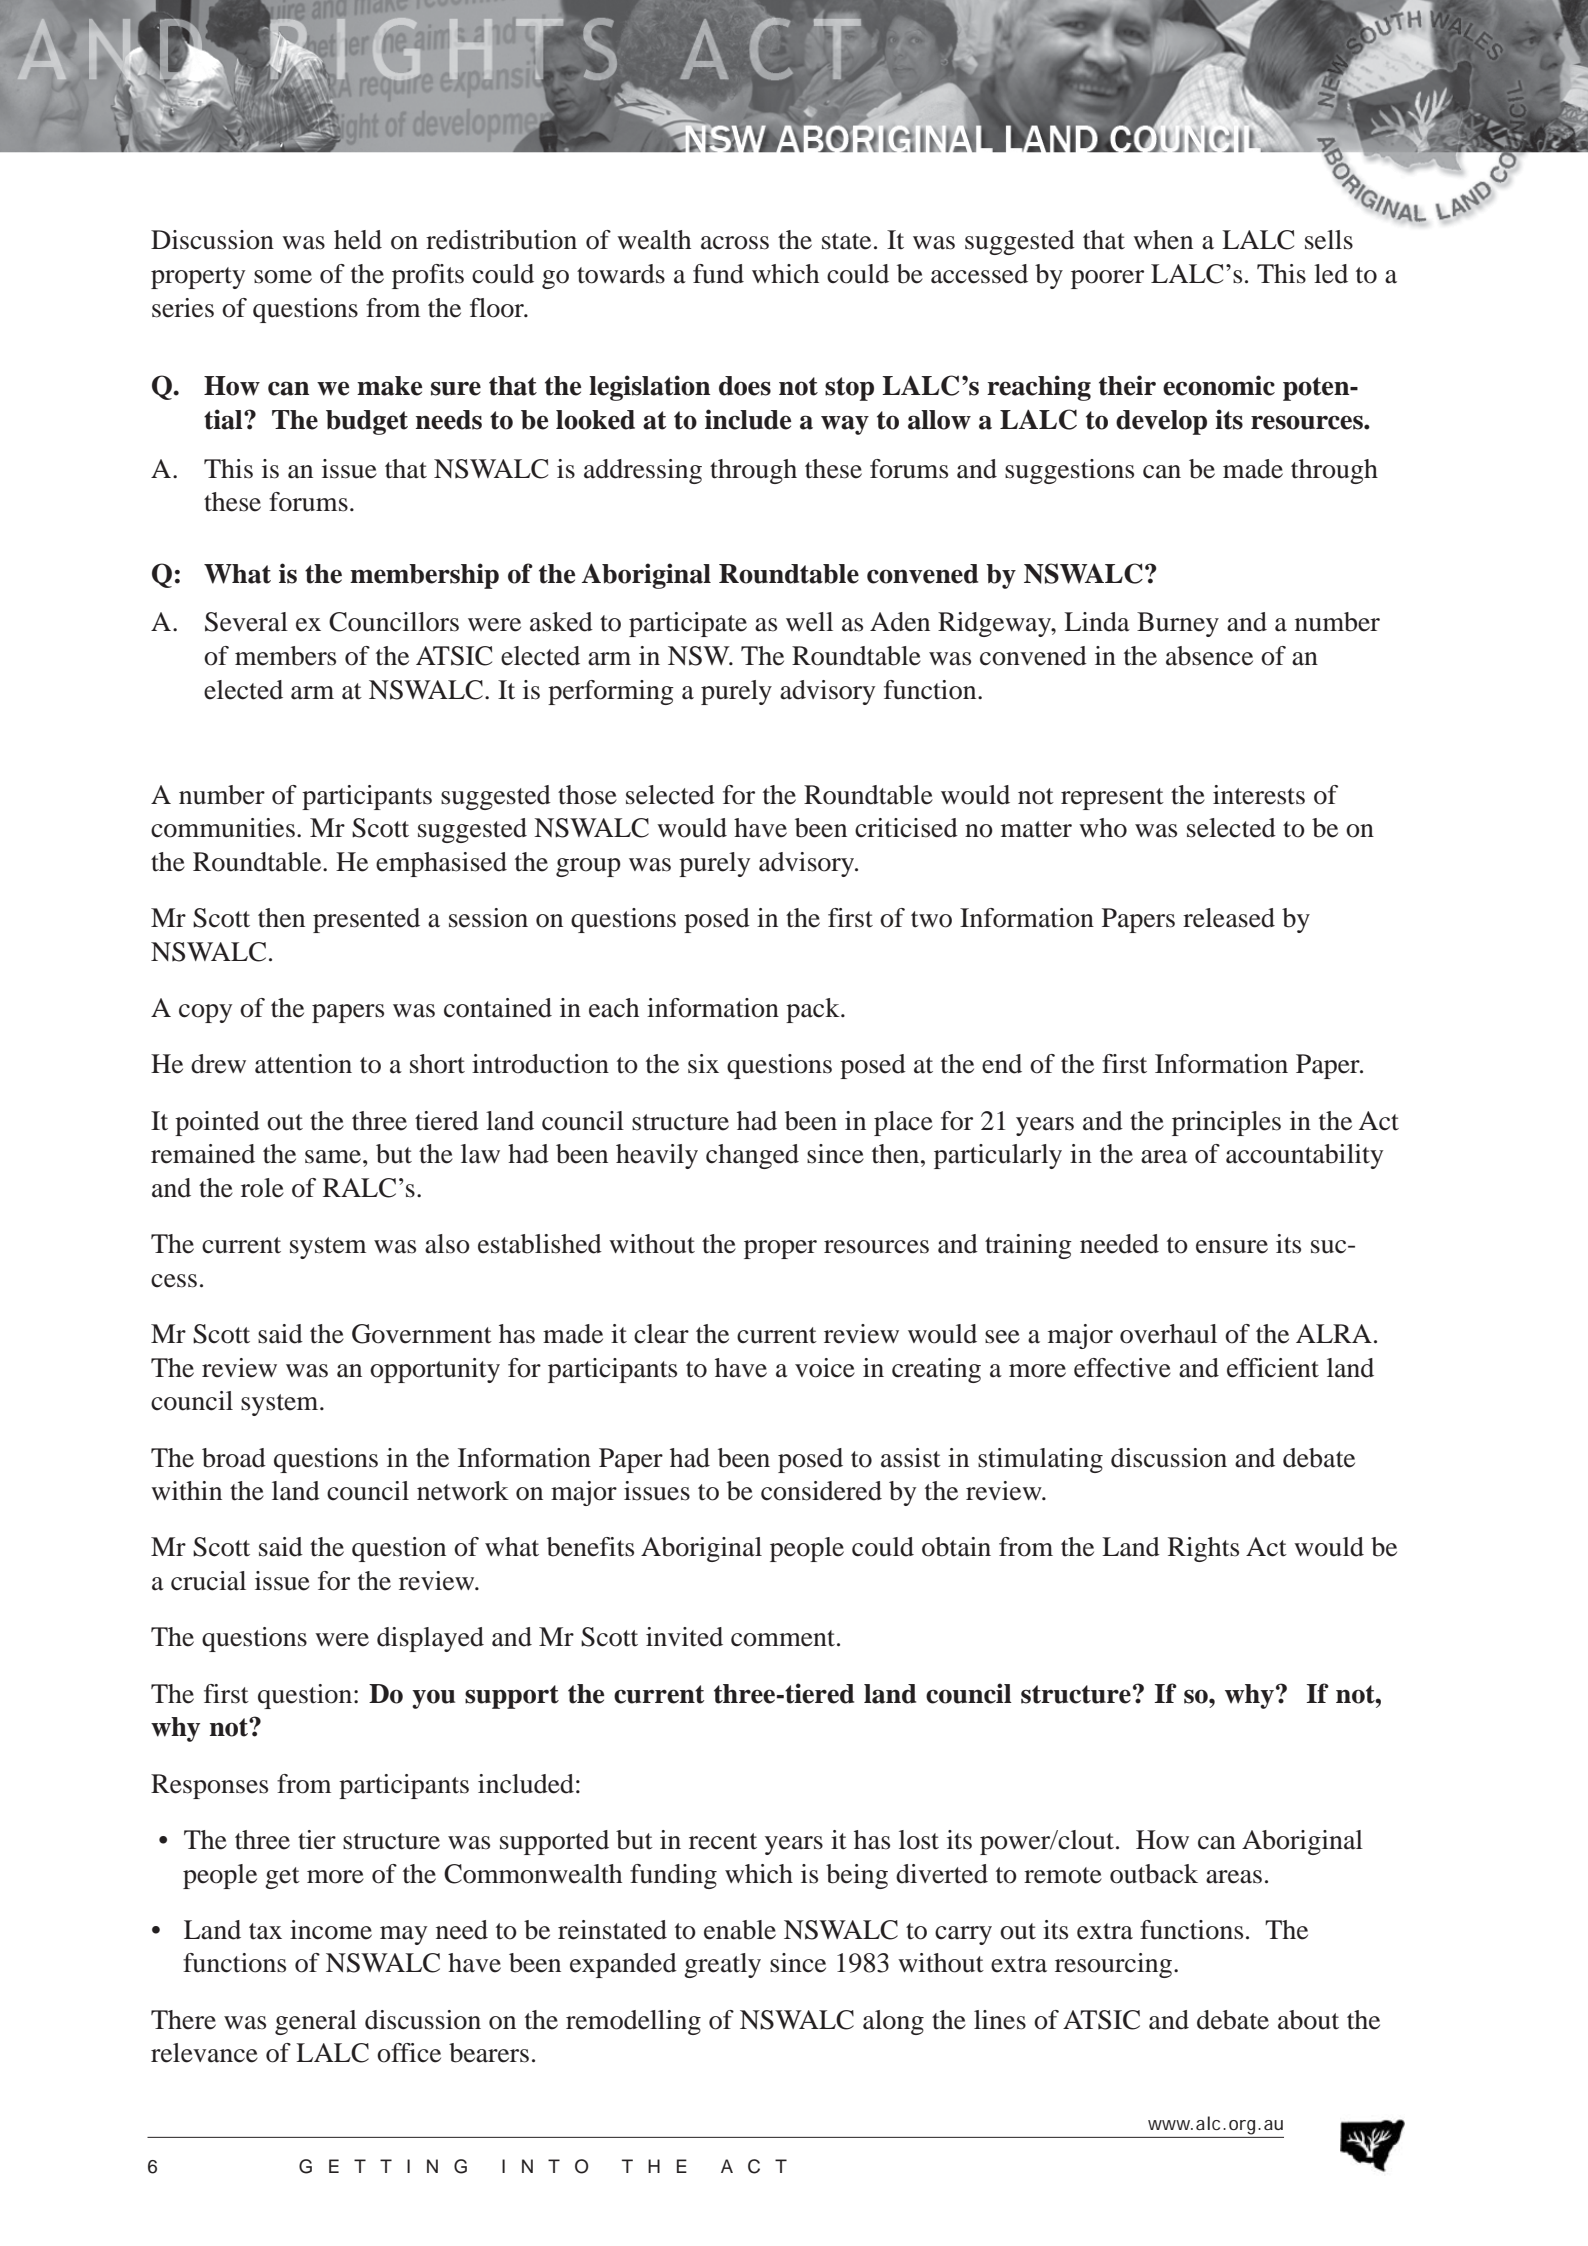 AND RIGHTS ACT
NSW ABORIGINAL LAND COUNCIL
NEW SOUTH WALES
ABORIGINAL LAND COUNCIL
Discussion was held on redistribution of wealth across the state. It was suggested that when a LALC sells
property some of the profits could go towards a fund which could be accessed by poorer LALC’s. This led to a
series of questions from the floor.
Q. How can we make sure that the legislation does not stop LALC’s reaching their economic poten-
tial?  The budget needs to be looked at to include a way to allow a LALC to develop its resources.
A. This is an issue that NSWALC is addressing through these forums and suggestions can be made through
these forums.
Q: What is the membership of the Aboriginal Roundtable convened by NSWALC?
A. Several ex Councillors were asked to participate as well as Aden Ridgeway, Linda Burney and a number
of members of the ATSIC elected arm in NSW. The Roundtable was convened in the absence of an
elected arm at NSWALC. It is performing a purely advisory function.
A number of participants suggested those selected for the Roundtable would not represent the interests of
communities. Mr Scott suggested NSWALC would have been criticised no matter who was selected to be on
the Roundtable. He emphasised the group was purely advisory.
Mr Scott then presented a session on questions posed in the first of two Information Papers released by
NSWALC.
A copy of the papers was contained in each information pack.
He drew attention to a short introduction to the six questions posed at the end of the first Information Paper.
It pointed out the three tiered land council structure had been in place for 21 years and the principles in the Act
remained the same, but the law had been heavily changed since then, particularly in the area of accountability
and the role of RALC’s.
The current system was also established without the proper resources and training needed to ensure its suc-
cess.
Mr Scott said the Government has made it clear the current review would see a major overhaul of the ALRA.
The review was an opportunity for participants to have a voice in creating a more effective and efficient land
council system.
The broad questions in the Information Paper had been posed to assist in stimulating discussion and debate
within the land council network on major issues to be considered by the review.
Mr Scott said the question of what benefits Aboriginal people could obtain from the Land Rights Act would be
a crucial issue for the review.
The questions were displayed and Mr Scott invited comment.
The first question: Do you support the current three-tiered land council structure? If so, why?  If not,
why not?
Responses from participants included:
• The three tier structure was supported but in recent years it has lost its power/clout.  How can Aboriginal
people get more of the Commonwealth funding which is being diverted to remote outback areas.
• Land tax income may need to be reinstated to enable NSWALC to carry out its extra functions.  The
functions of NSWALC have been expanded greatly since 1983 without extra resourcing.
There was general discussion on the remodelling of NSWALC along the lines of ATSIC and debate about the
relevance of LALC office bearers.
www.alc.org.au
6 GETTING INTO THE ACT